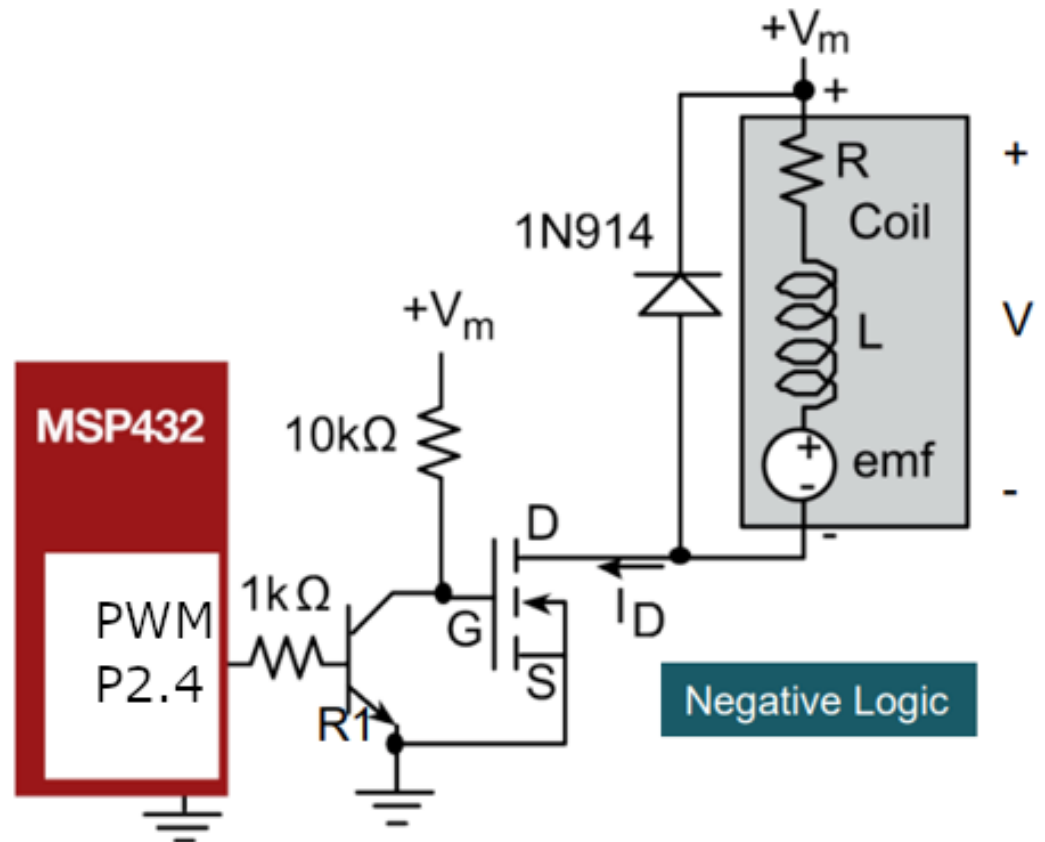 +Vm
+
R
+
Coil
1N914
+Vm
L
V
MSP432
10kΩ
+
-
emf
-
D
-
PWM
P2.4
1kΩ
G
ID
S
R1
Negative Logic